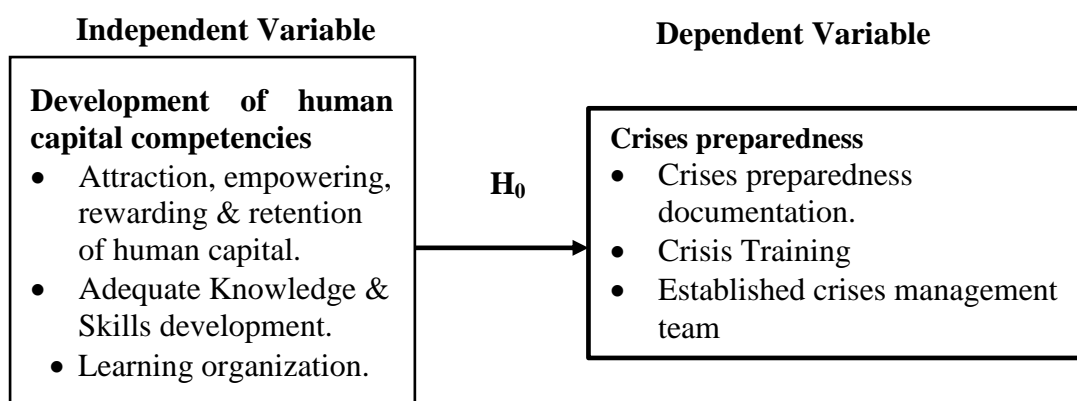 Independent Variable
Dependent Variable
Development of human
capital competencies
• Attraction, empowering,
rewarding & retention
of human capital.
• Adequate Knowledge &
Skills development.
• Learning organization.
H₀
Crises preparedness
• Crises preparedness
documentation.
• Crisis Training
• Established crises management
team